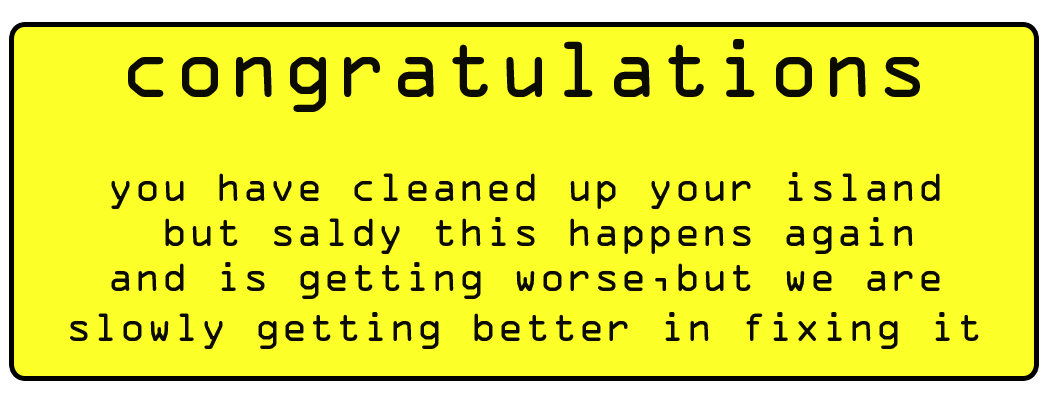 congratulations
you have cleaned up your island
but saldy this happens again
and is getting worse,but we are
slowly getting better in fixing it